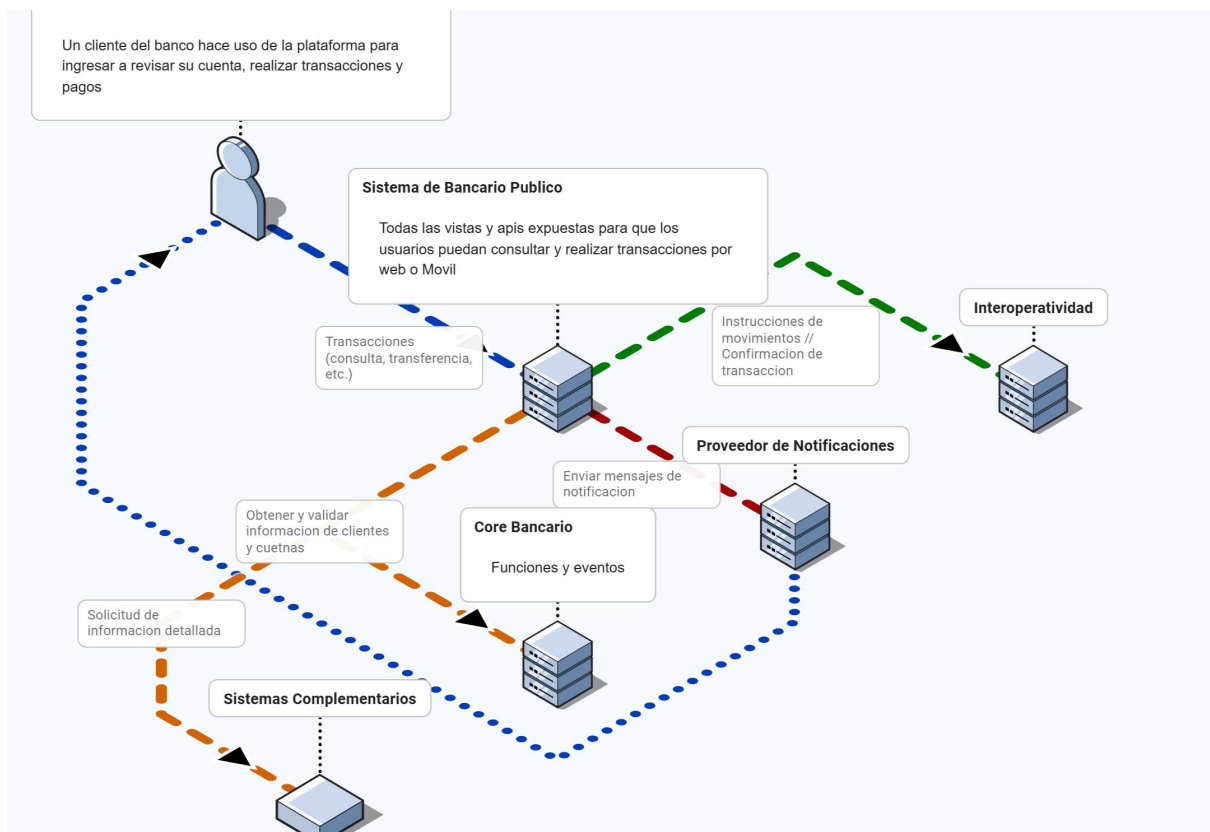 Un cliente del banco hace uso de la plataforma para
ingresar a revisar su cuenta, realizar transacciones y
pagos
Sistema de Bancario Publico
Todas las vistas y apis expuestas para que los
usuarios puedan consultar y realizar transacciones por
web o Movil
Interoperatividad
Instrucciones de
movimientos //
Confirmacion de
transaccion
Transacciones
(consulta, transferencia,
etc.)
Proveedor de Notificaciones
Enviar mensajes de
notificacion
Obtener y validar
informacion de clientes
y cuetnas
Core Bancario
Funciones y eventos
Solicitud de
informacion detallada
Sistemas Complementarios